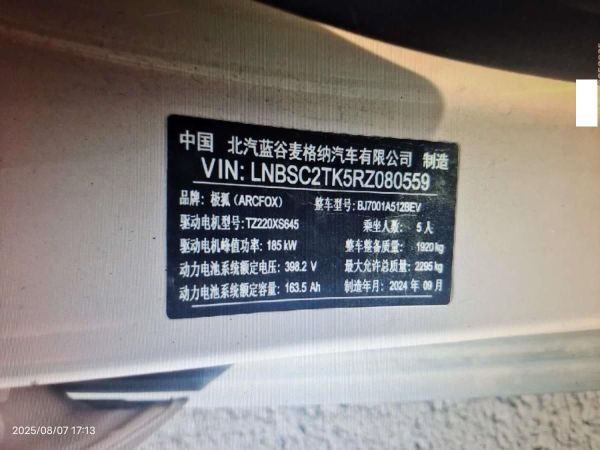 中国 北汽蓝谷麦格纳汽车有限公司 制造
VIN: LNBSC2TK5RZ080559
品牌: 极狐 (ARCFOX) 整车型号: BJ7001A512BEV
驱动电机型号: TZ220XS645 乘坐人数: 5 人
驱动电机峰值功率: 185 kW 整车整备质量: 1920 kg
动力电池系统额定电压: 398.2 V 最大允许总质量: 2295 kg
动力电池系统额定容量: 163.5 Ah 制造年月: 2024 年 09 月
2025/08/07 17:13